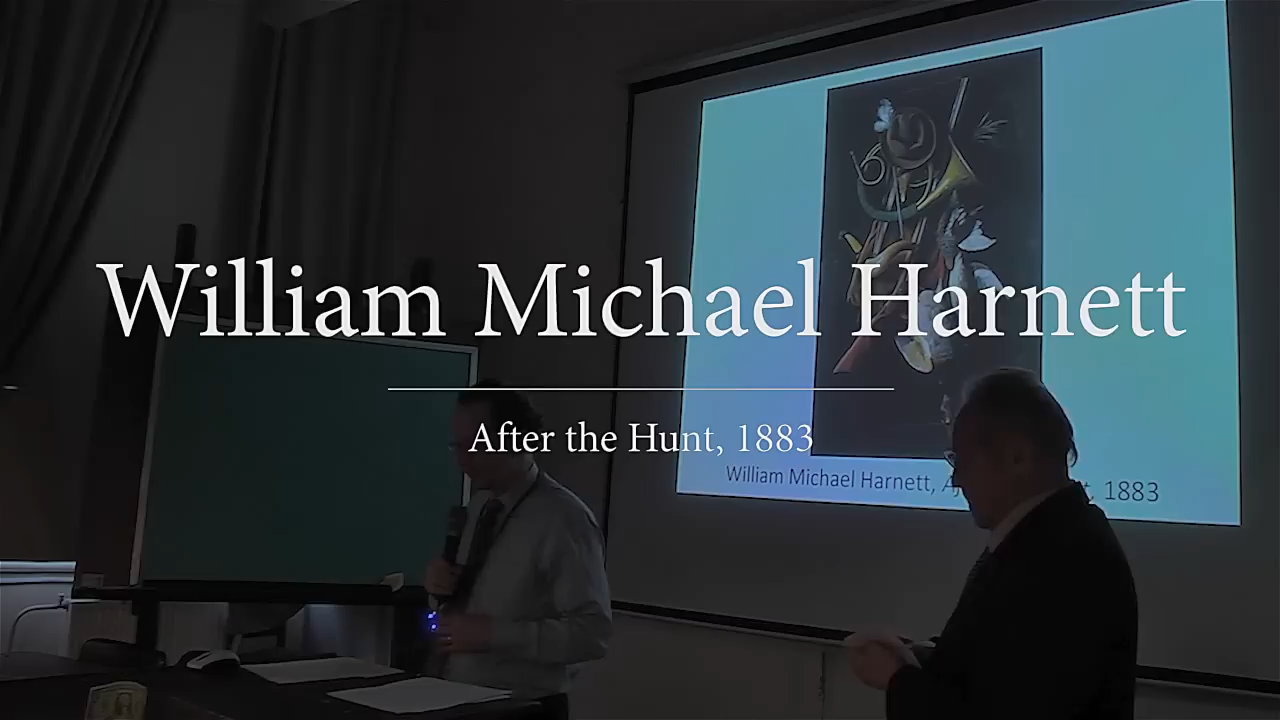 William Michael Harnett
After the Hunt, 1883
William Michael Harnett, 1883